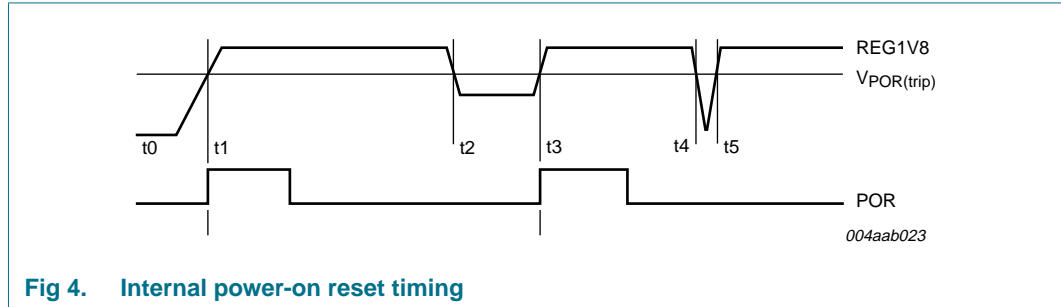 REG1V8
VPOR(trip)
t0 t1 t2 t3 t4 t5
POR
004aab023
Fig 4. Internal power-on reset timing